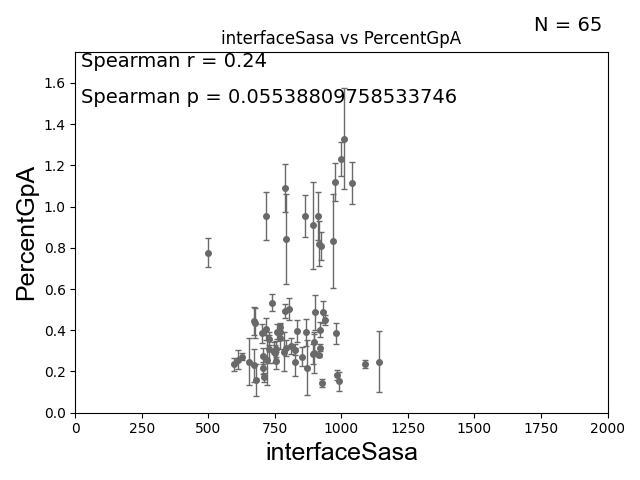 N = 65
interfaceSasa vs PercentGpA
Spearman r = 0.24
Spearman p = 0.05538809758533746
PercentGpA
1.6
1.4
1.2
1.0
0.8
0.6
0.4
0.2
0.0
0 250 500 750 1000 1250 1500 1750 2000
interfaceSasa